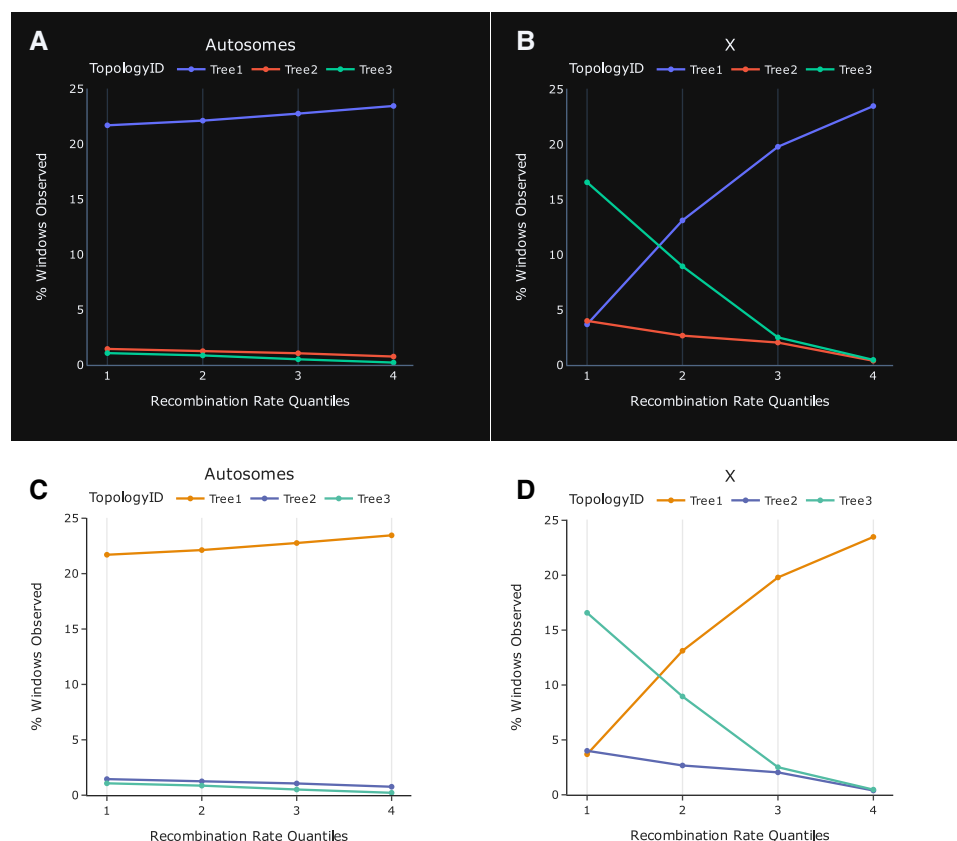 A
Autosomes
TopologyID Tree1 Tree2 Tree3
25
20
15
10
5
0
% Windows Observed
1 2 3 4
Recombination Rate Quantiles
B
X
TopologyID Tree1 Tree2 Tree3
25
20
15
10
5
0
% Windows Observed
1 2 3 4
Recombination Rate Quantiles
C
Autosomes
TopologyID Tree1 Tree2 Tree3
25
20
15
10
5
0
% Windows Observed
1 2 3 4
Recombination Rate Quantiles
D
X
TopologyID Tree1 Tree2 Tree3
25
20
15
10
5
0
% Windows Observed
1 2 3 4
Recombination Rate Quantiles